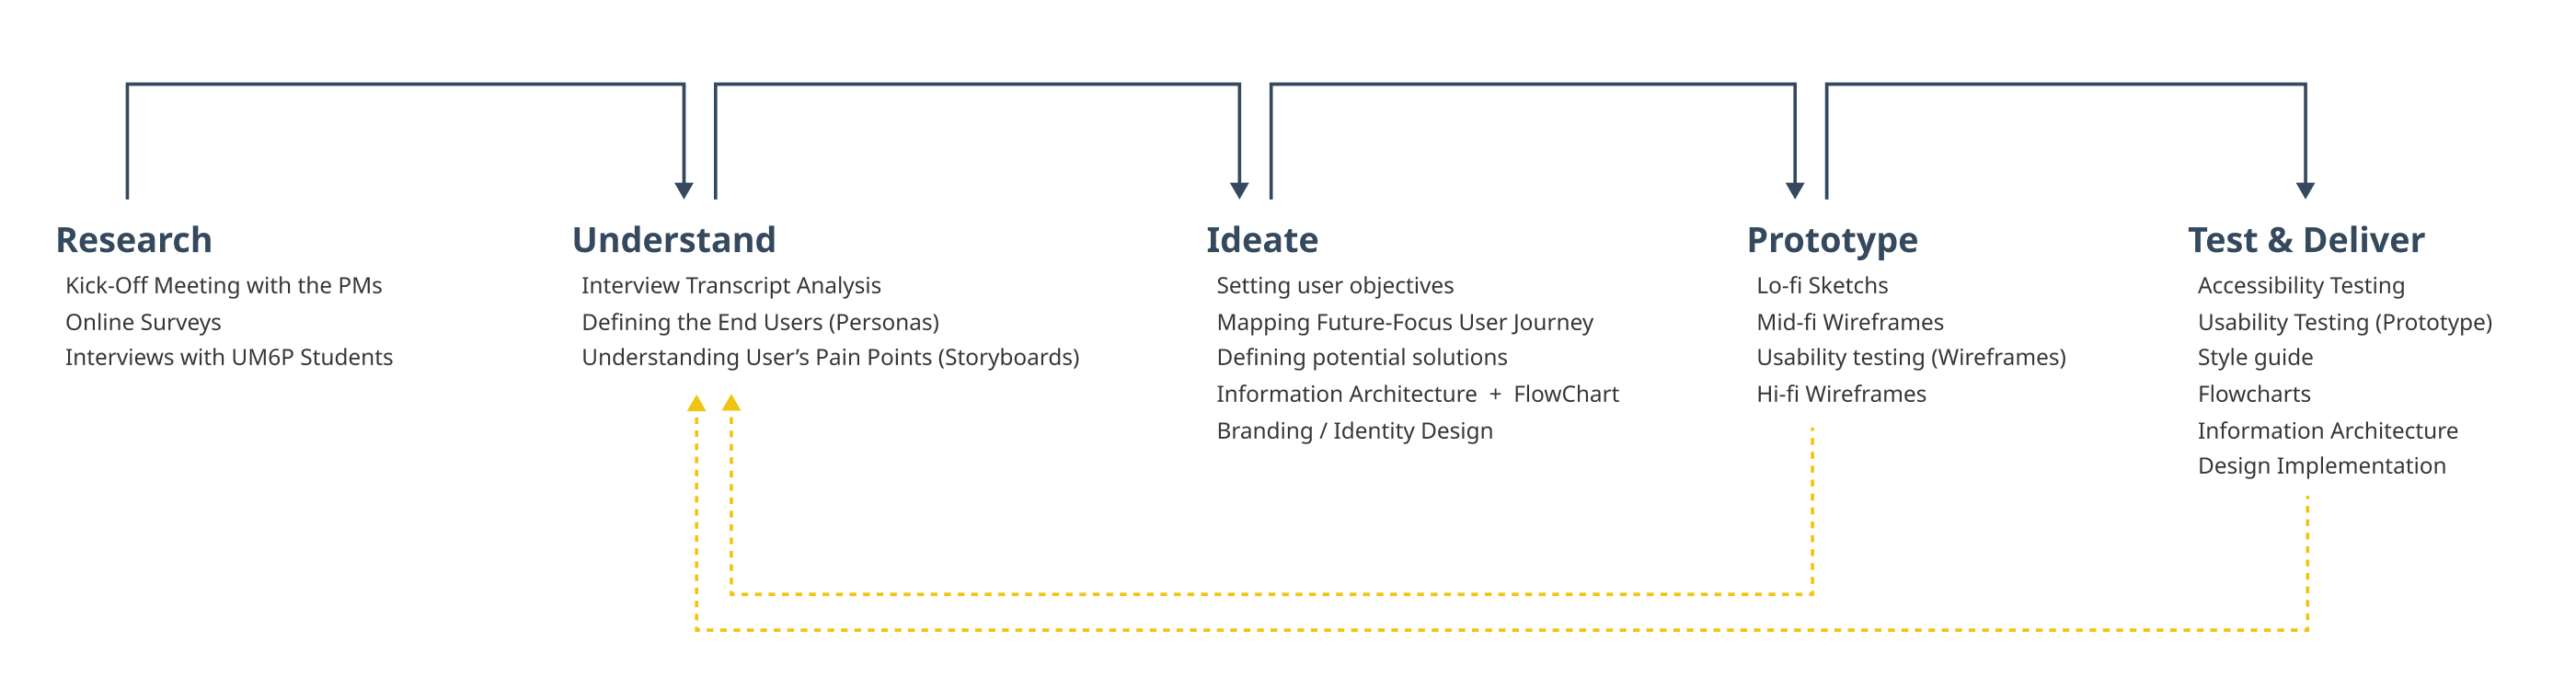 Research
Kick-Off Meeting with the PMs
Online Surveys
Interviews with UM6P Students
Understand
Interview Transcript Analysis
Defining the End Users (Personas)
Understanding User’s Pain Points (Storyboards)
Ideate
Setting user objectives
Mapping Future-Focus User Journey
Defining potential solutions
Information Architecture + FlowChart
Branding / Identity Design
Prototype
Lo-fi Sketchs
Mid-fi Wireframes
Usability testing (Wireframes)
Hi-fi Wireframes
Test & Deliver
Accessibility Testing
Usability Testing (Prototype)
Style guide
Flowcharts
Information Architecture
Design Implementation